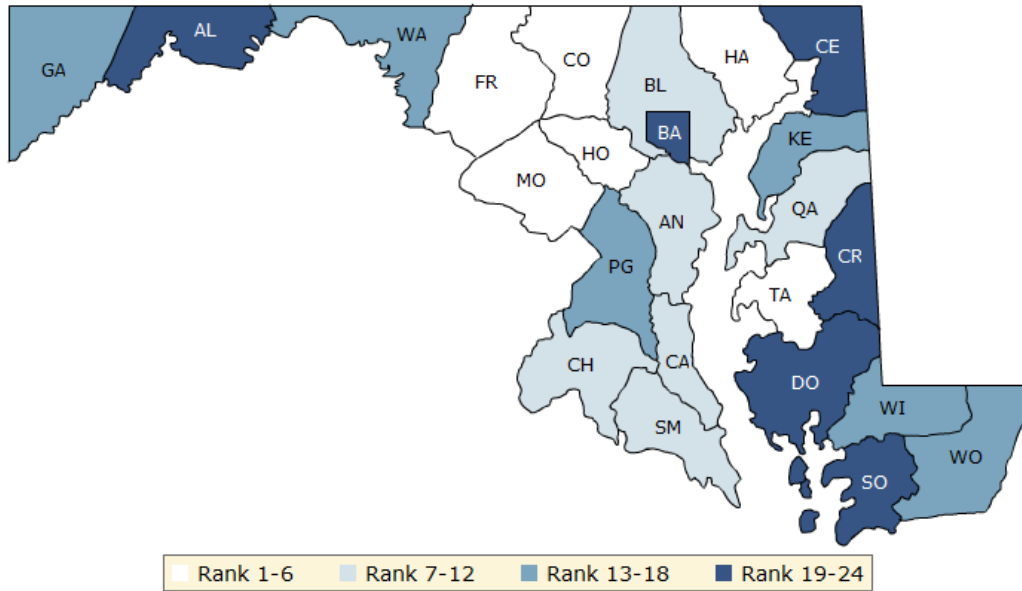 AL
WA
CE
GA
CO
HA
FR
BL
BA
KE
HO
MO
QA
AN
CR
PG
TA
CH
CA
DO
WI
SM
WO
SO
Rank 1-6 Rank 7-12 Rank 13-18 Rank 19-24